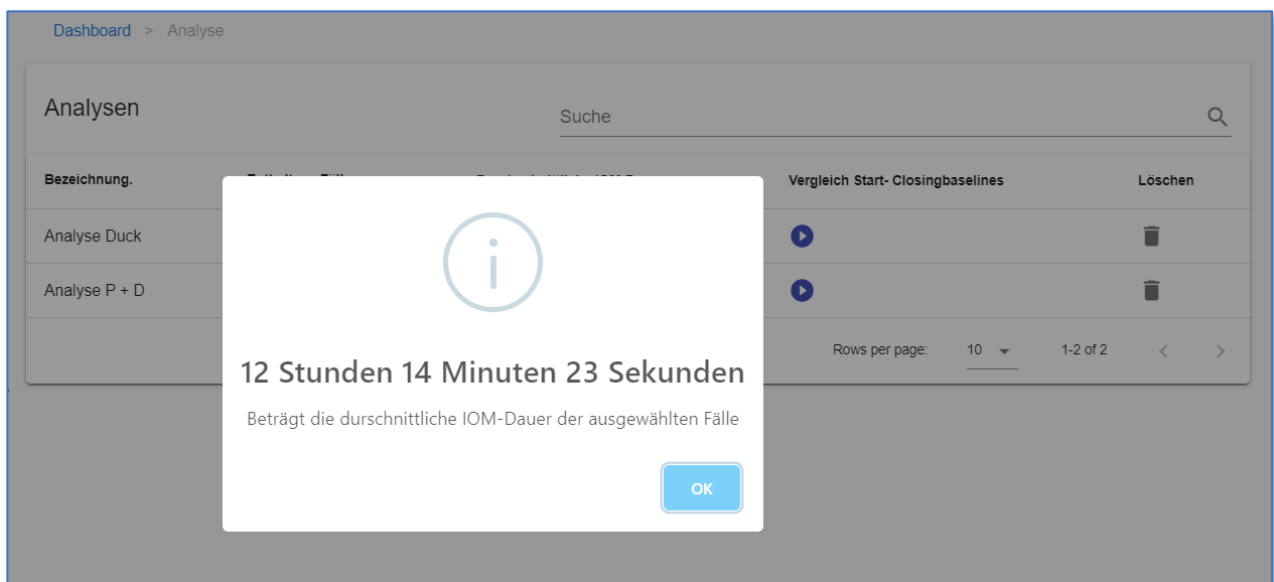 Dashboard > Analyse
Analysen
Suche
Bezeichnung.
Vergleich Start- Closingbaselines
Löschen
Analyse Duck
Analyse P + D
Rows per page: 10 1-2 of 2 < >
i
12 Stunden 14 Minuten 23 Sekunden
Beträgt die durschnittliche IOM-Dauer der ausgewählten Fälle
OK